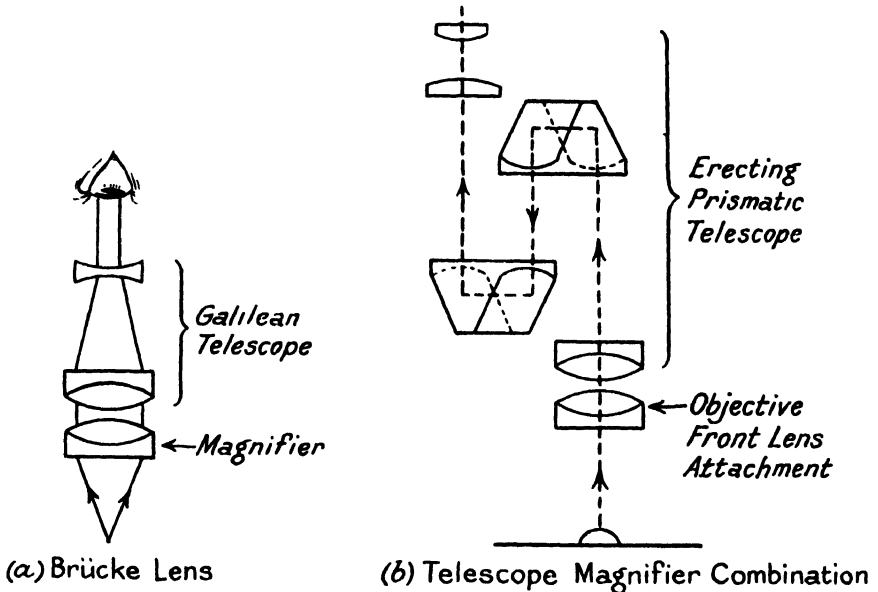 Galilean
Telescope
Magnifier
(a) Brücke Lens
Erecting
Prismatic
Telescope
Objective
Front Lens
Attachment
(b) Telescope Magnifier Combination